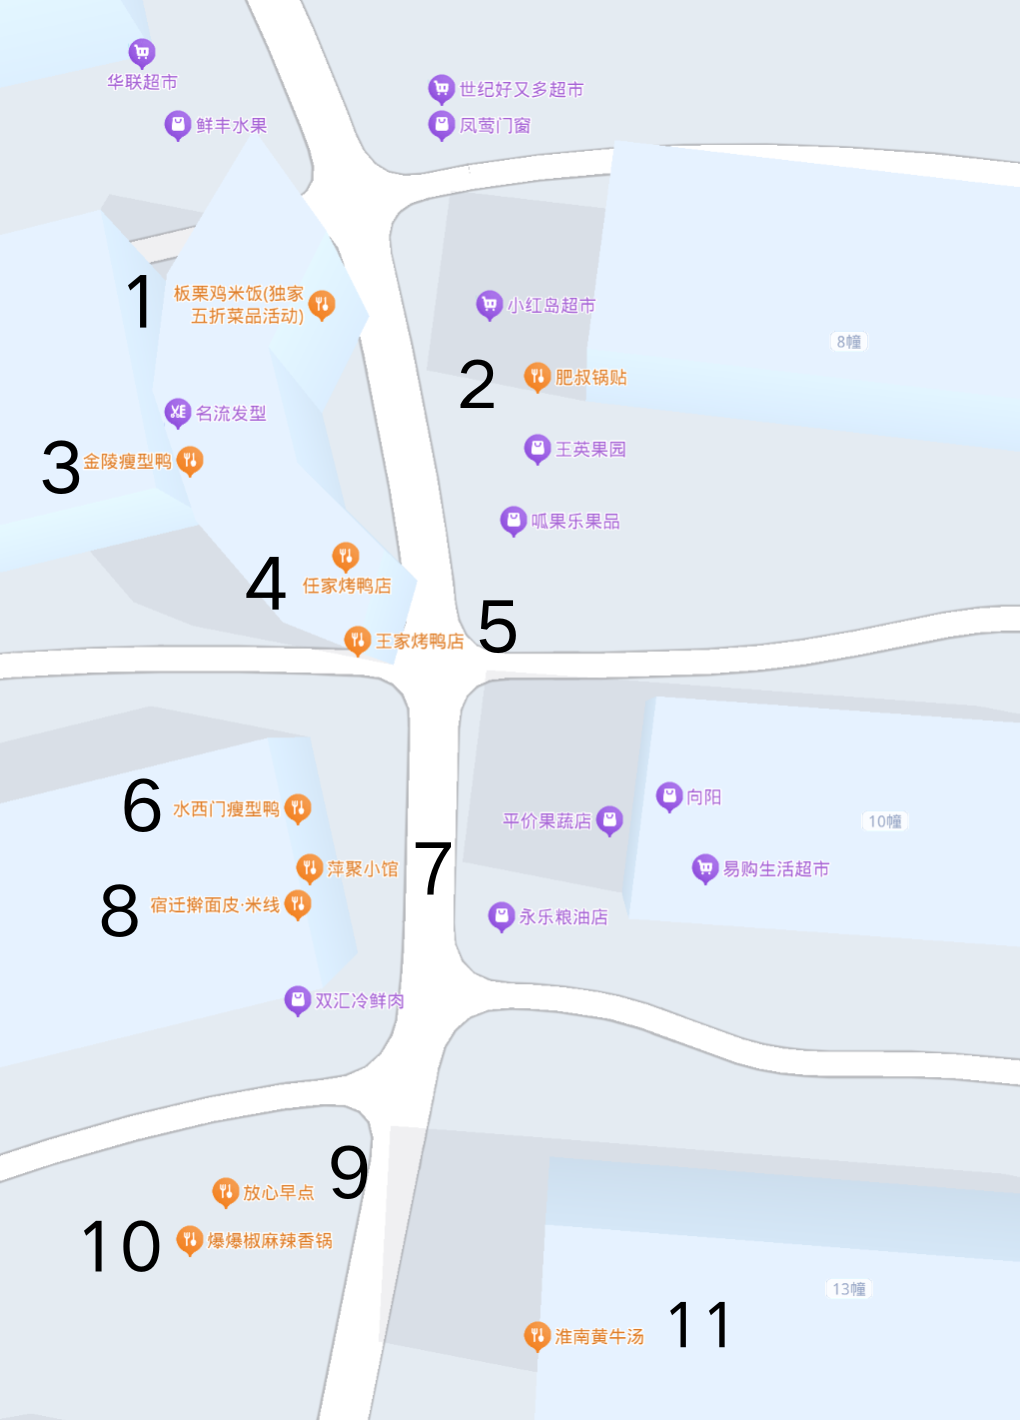 华联超市
世纪好又多超市
鲜丰水果
凤莺门窗
1
板栗鸡米饭(独家
五折菜品活动)
小红岛超市
8幢
2
肥叔锅贴
名流发型
3
金陵瘦型鸭
王英果园
呱果乐果品
4
任家烤鸭店
王家烤鸭店
5
6
水西门瘦型鸭
向阳
平价果蔬店
10幢
萍聚小馆
7
易购生活超市
8
宿迁擀面皮·米线
永乐粮油店
双汇冷鲜肉
放心早点
9
10
爆爆椒麻辣香锅
13幢
淮南黄牛汤
11